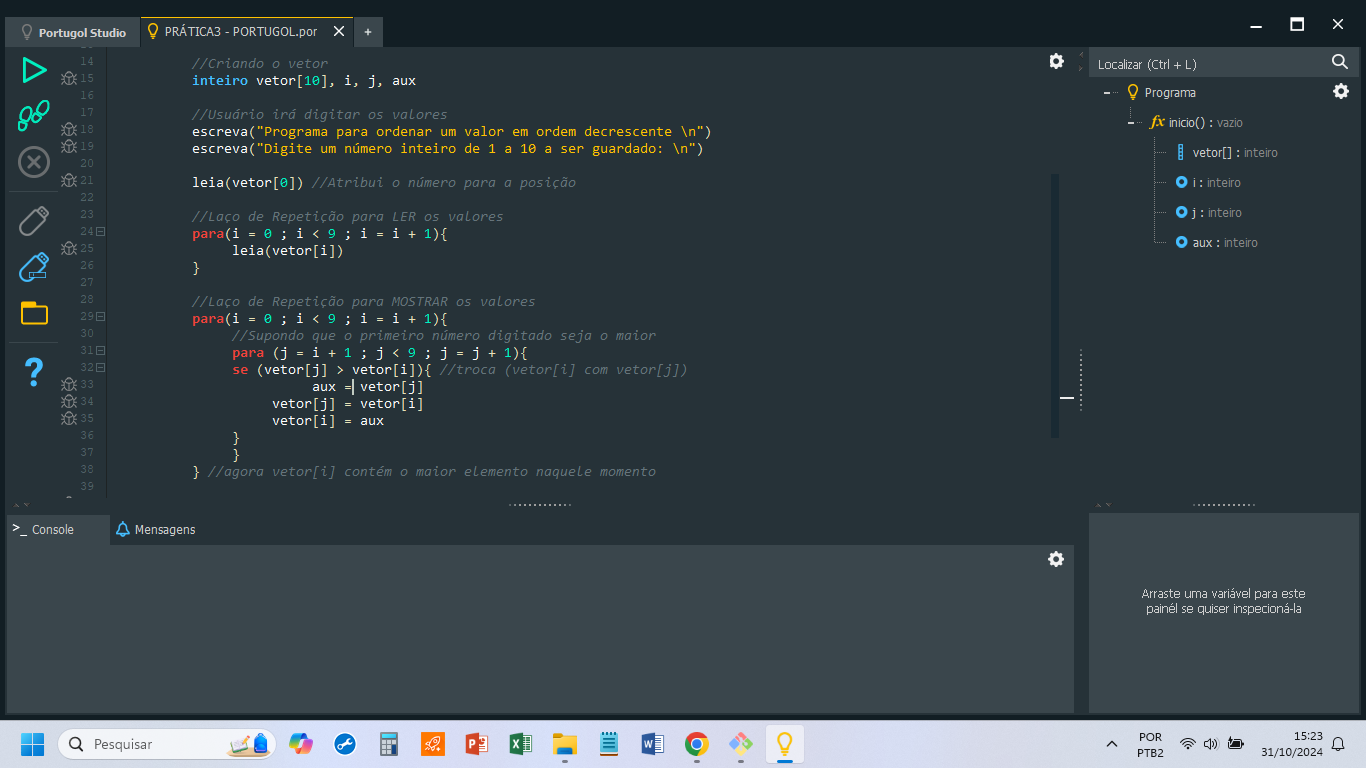 Portugol Studio
PRÁTICA3 - PORTUGOL.por
+
14 //Criando o vetor
15 inteiro vetor[10], i, j, aux
16
17 //Usuário irá digitar os valores
18 escreva("Programa para ordenar um valor em ordem decrescente \n")
19 escreva("Digite um número inteiro de 1 a 10 a ser guardado: \n")
20
21 leia(vetor[0]) //Atribui o número para a posição
22
23 //Laço de Repetição para LER os valores
24 para(i = 0 ; i < 9 ; i = i + 1){
25 leia(vetor[i])
26 }
27
28 //Laço de Repetição para MOSTRAR os valores
29 para(i = 0 ; i < 9 ; i = i + 1){
30 //Supondo que o primeiro número digitado seja o maior
31 para (j = i + 1 ; j < 9 ; j = j + 1){
32 se (vetor[j] > vetor[i]){ //troca (vetor[i] com vetor[j])
33 aux = vetor[j]
34 vetor[j] = vetor[i]
35 vetor[i] = aux
36 }
37 }
38 } //agora vetor[i] contém o maior elemento naquele momento
39
Localizar (Ctrl + L)
Programa
fx inicio() : vazio
vetor[] : inteiro
i : inteiro
j : inteiro
aux : inteiro
>_ Console
Mensagens
Arraste uma variável para este
painél se quiser inspecioná-la
Pesquisar
POR
PTB2
15:23
31/10/2024